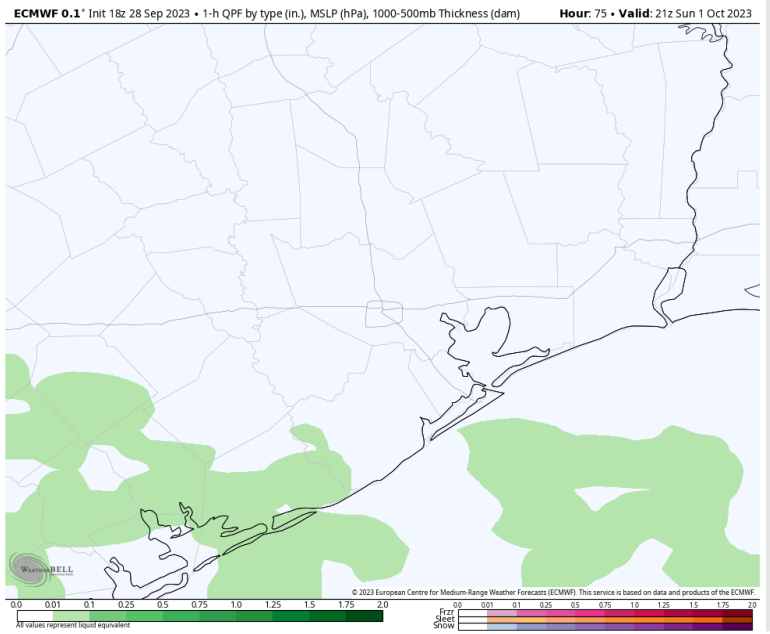 ECMWF 0.1° Init 18z 28 Sep 2023 • 1-h QPF by type (in.), MSLP (hPa), 1000-500mb Thickness (dam) Hour: 75 • Valid: 21z Sun 1 Oct 2023
WEATHERBELL
© 2023 European Centre for Medium-Range Weather Forecasts (ECMWF). This service is based on data and products of the ECMWF.
0.0 0.01 0.1 0.25 0.5 0.75 1.0 1.25 1.5 1.75 2.0
All values represent liquid equivalent
0.0 0.01 0.1 0.25 0.5 0.75 1.0 1.25 1.5 1.75 2.0
Frzr
Sleet
Snow